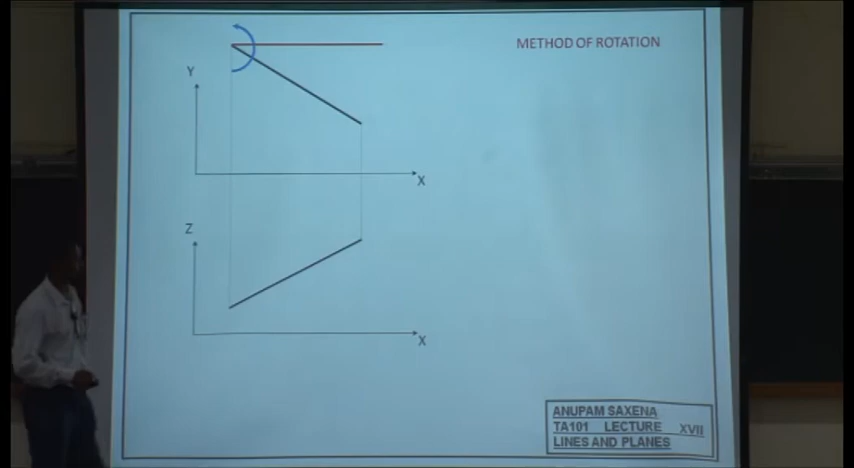 METHOD OF ROTATION
Y
X
Z
X
ANUPAM SAXENA
TA101 LECTURE XVII
LINES AND PLANES